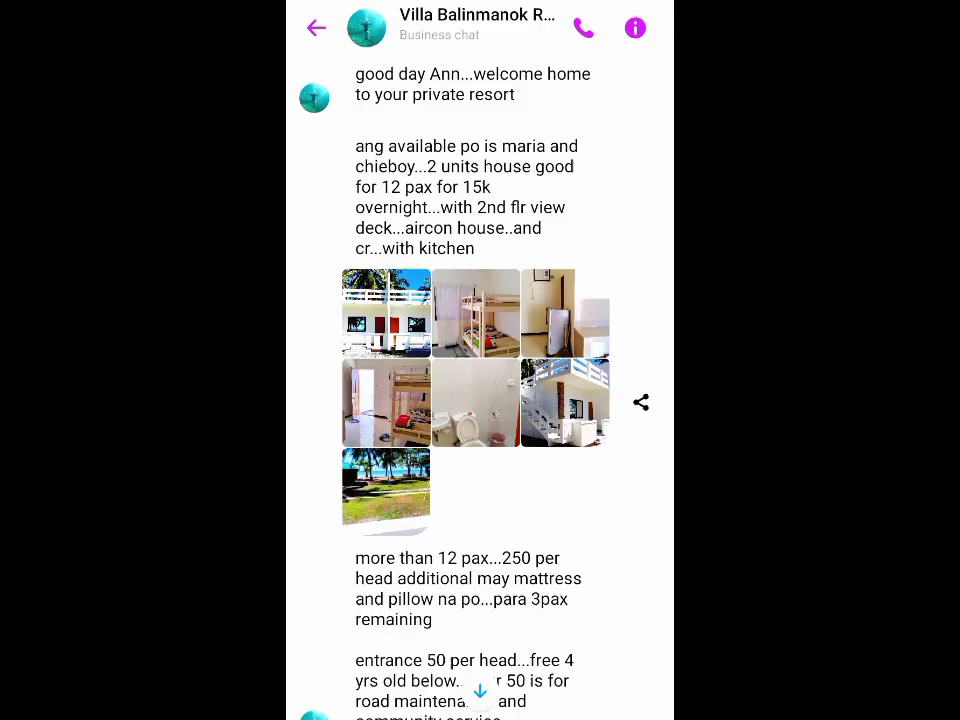 Villa Balinmanok R...
Business chat
good day Ann...welcome home
to your private resort
ang available po is maria and
chieboy...2 units house good
for 12 pax for 15k
overnight...with 2nd flr view
deck...aircon house..and
cr...with kitchen
more than 12 pax...250 per
head additional may mattress
and pillow na po...para 3pax
remaining
entrance 50 per head...free 4
yrs old below.. 50 is for
road and